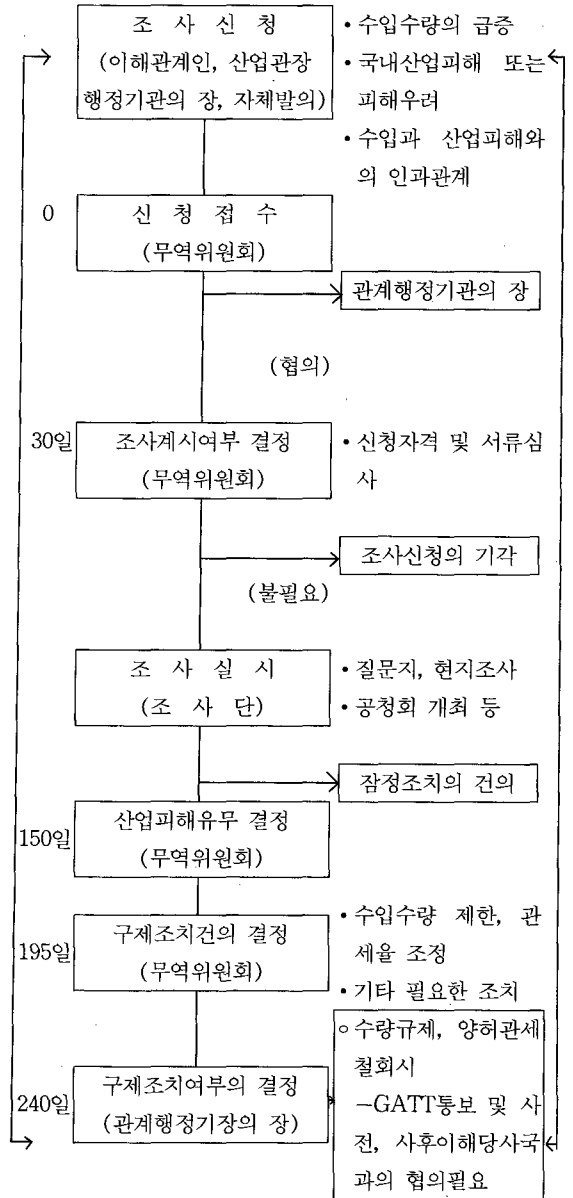 조 사 신 청
(이해관계인, 산업관장
행정기관의 장, 자체발의)
• 수입수량의 급증
• 국내산업피해 또는
피해우려
• 수입과 산업피해와
의 인과관계
0
신 청 접 수
(무역위원회)
관계행정기관의 장
(협의)
30일
조사계시여부 결정
(무역위원회)
• 신청자격 및 서류심
사
조사신청의 기각
(불필요)
조 사 실 시
(조 사 단)
• 질문지, 현지조사
• 공청회 개최 등
잠정조치의 건의
150일
산업피해유무 결정
(무역위원회)
195일
구제조치건의 결정
(무역위원회)
• 수입수량 제한, 관
세율 조정
• 기타 필요한 조치
240일
구제조치여부의 결정
(관계행정기장의 장)
○ 수량규제, 양허관세
철회시
−GATT통보 및 사
전, 사후이해당사국
과의 협의필요